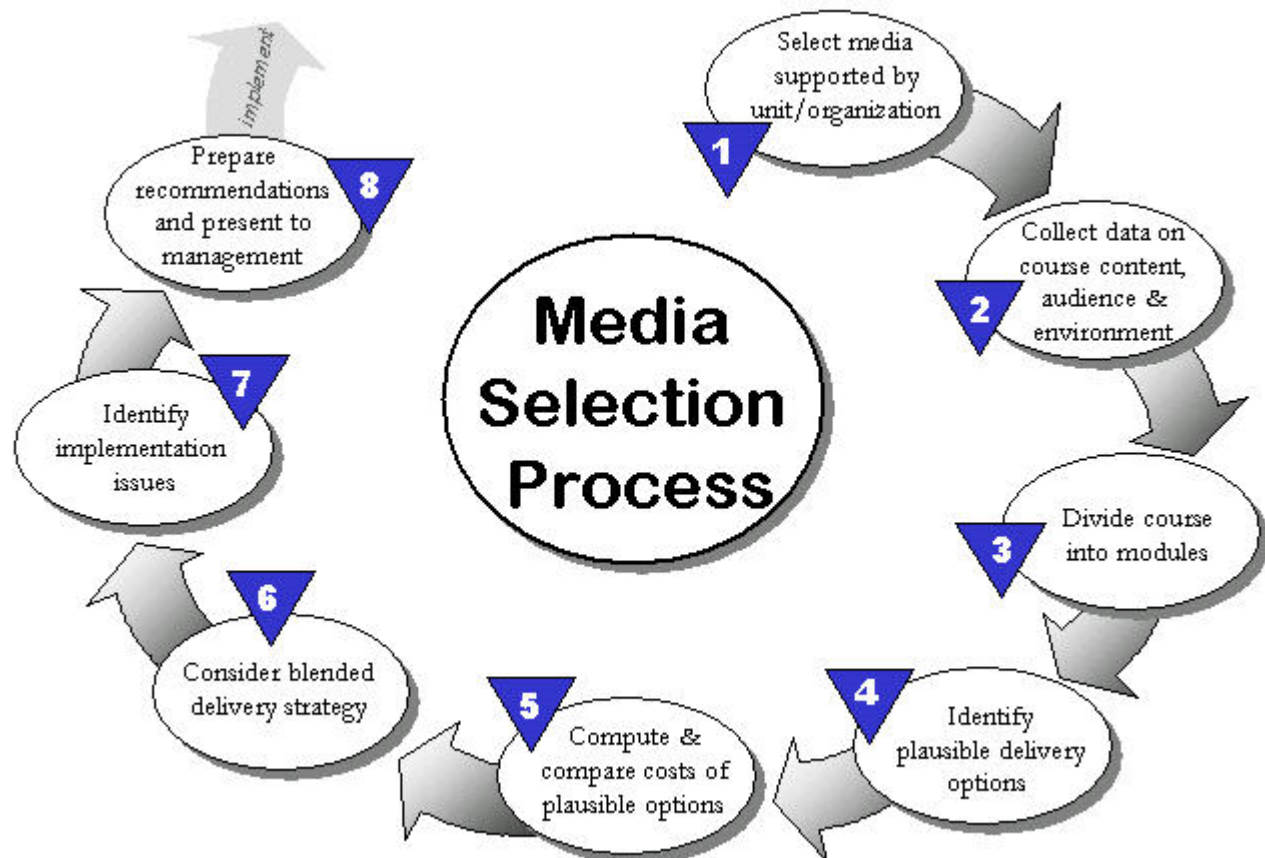 1
Select media
supported by
unit/organization
2
Collect data on
course content,
audience &
environment
3
Divide course
into modules
4
Identify
plausible delivery
options
5
Compute &
compare costs of
plausible options
6
Consider blended
delivery strategy
7
Identify
implementation
issues
8
Prepare
recommendations
and present to
management
implement
Media
Selection
Process